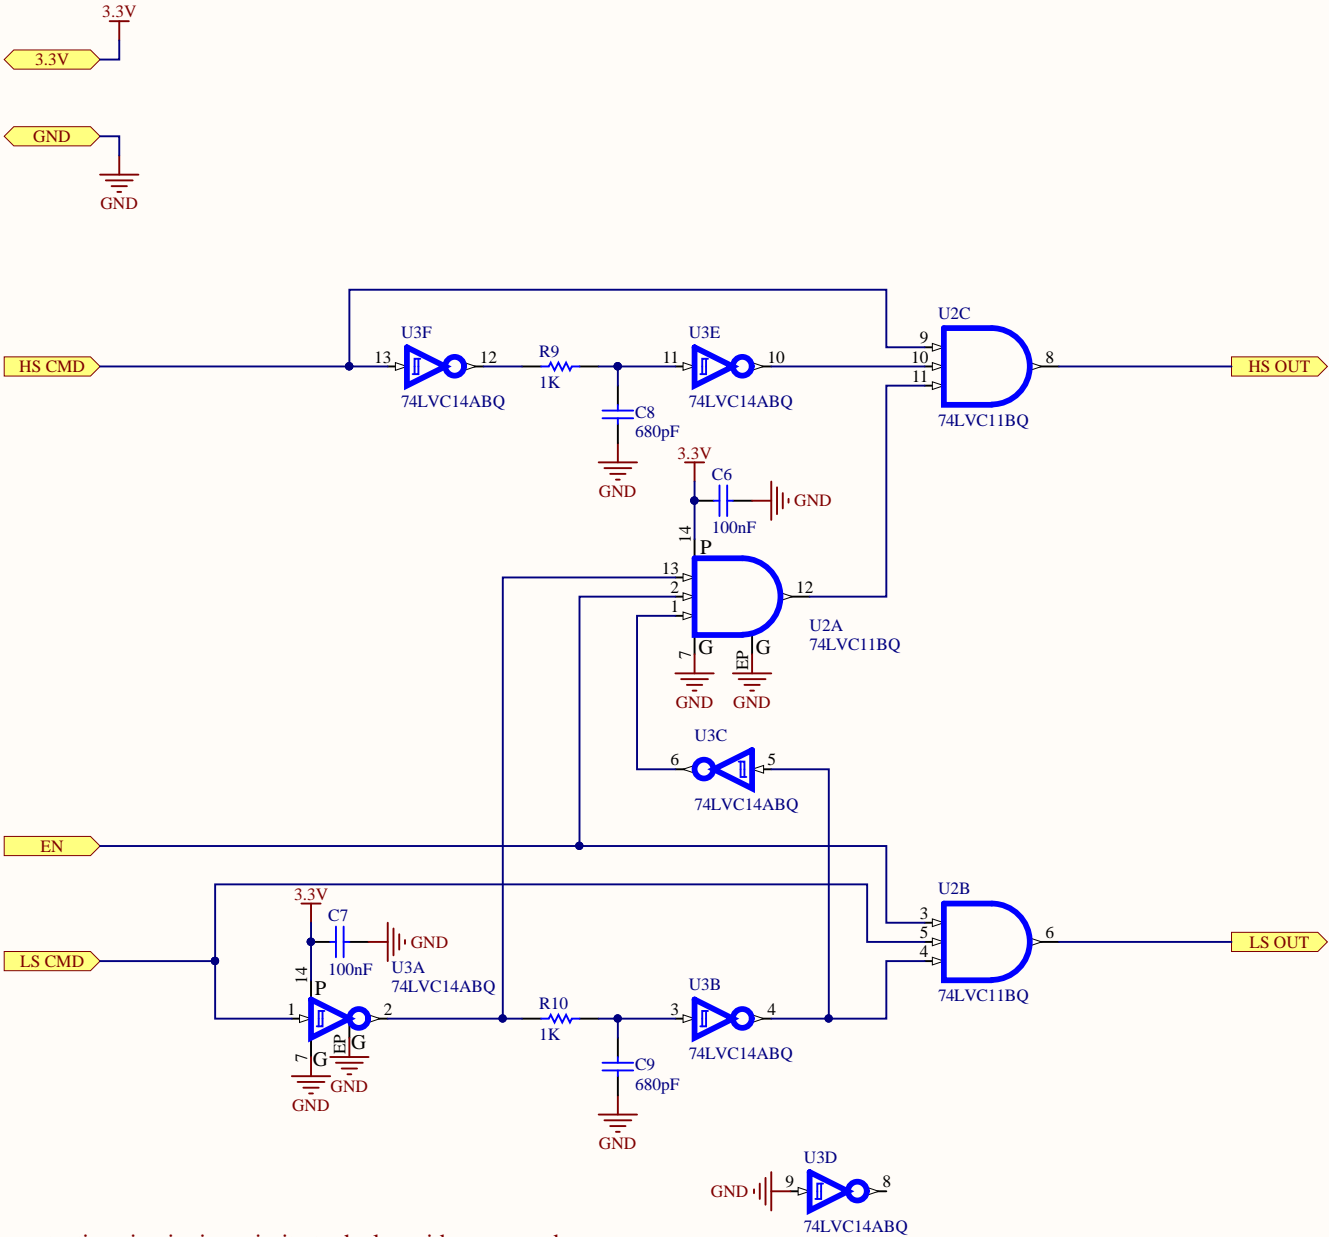 3.3V
3.3V
GND
GND
U2C
9
U3F
U3E
HS CMD
13
12
R9
11
10
10
8
HS OUT
11
1K
74LVC14ABQ
74LVC14ABQ
C8
680pF
74LVC11BQ
3.3V
C6
GND
GND
100nF
14
P
13
2
12
1
U2A
74LVC11BQ
7
G
EP
G
GND
GND
U3C
6
5
74LVC14ABQ
EN
U2B
3.3V
C7
3
GND
5
6
LS OUT
4
LS CMD
100nF
U3A
74LVC14ABQ
14
P
U3B
74LVC11BQ
1
2
R10
3
4
1K
7
G
EP
G
74LVC14ABQ
C9
680pF
GND
GND
GND
U3D
GND
9
8
74LVC14ABQ